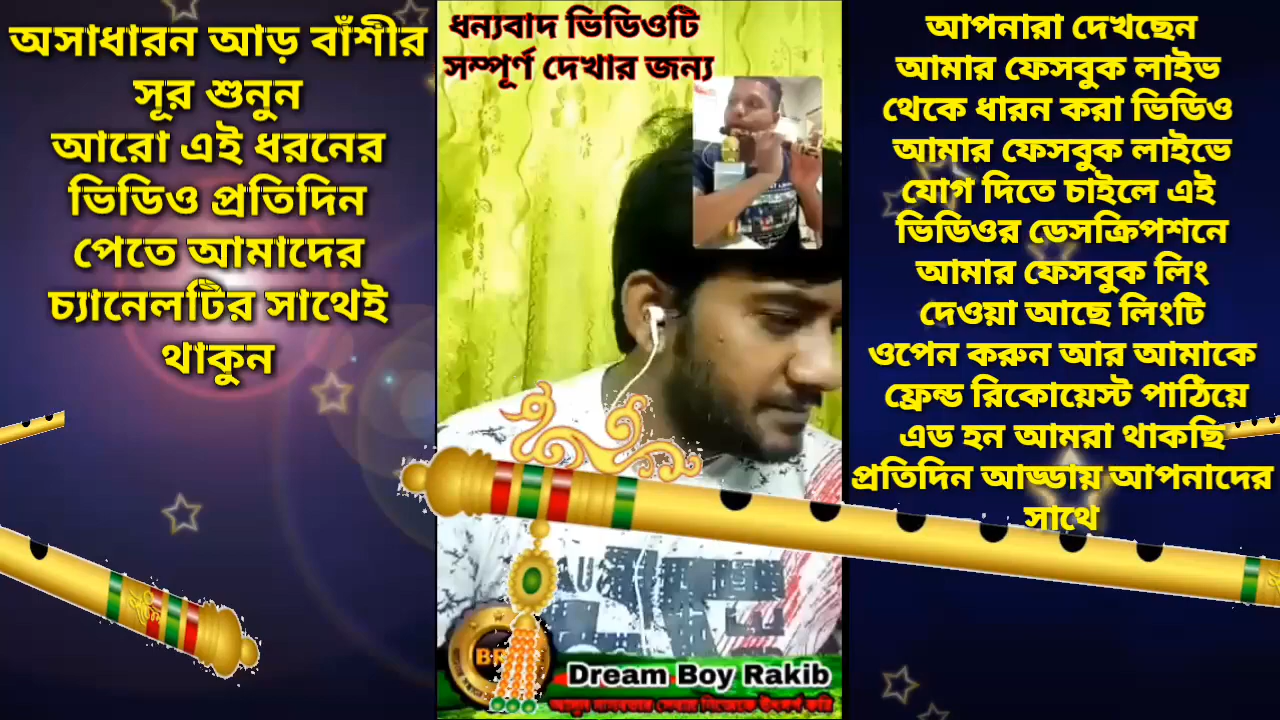 অসাধারন আড় বাঁশীর
সূর শুনুন
আরো এই ধরনের
ভিডিও প্রতিদিন
পেতে আমাদের
চ্যানেলটির সাথেই
থাকুন
ধন্যবাদ ভিডিওটি
সম্পূর্ণ দেখার জন্য
আপনারা দেখছেন
আমার ফেসবুক লাইভ
থেকে ধারন করা ভিডিও
আমার ফেসবুক লাইভে
যোগ দিতে চাইলে এই
ভিডিওর ডেসক্রিপশনে
আমার ফেসবুক লিং
দেওয়া আছে লিংটি
ওপেন করুন আর আমাকে
ফ্রেন্ড রিকোয়েস্ট পাঠিয়ে
এড হন আমরা থাকছি
প্রতিদিন আড্ডায় আপনাদের
সাথে
Dream Boy Rakib